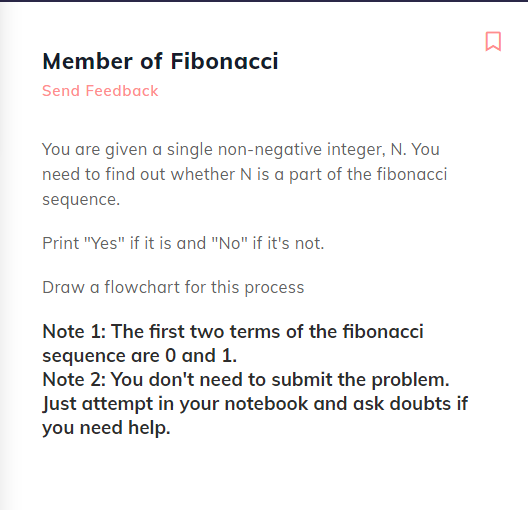 Member of Fibonacci
Send Feedback
You are given a single non-negative integer, N. You
need to find out whether N is a part of the fibonacci
sequence.
Print "Yes" if it is and "No" if it's not.
Draw a flowchart for this process
Note 1: The first two terms of the fibonacci
sequence are 0 and 1.
Note 2: You don't need to submit the problem.
Just attempt in your notebook and ask doubts if
you need help.